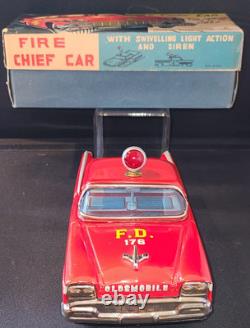 FIRE
CHIEF CAR
WITH SWIVELLING LIGHT ACTION
AND SIREN
F.D.
176
OLDSMOBILE